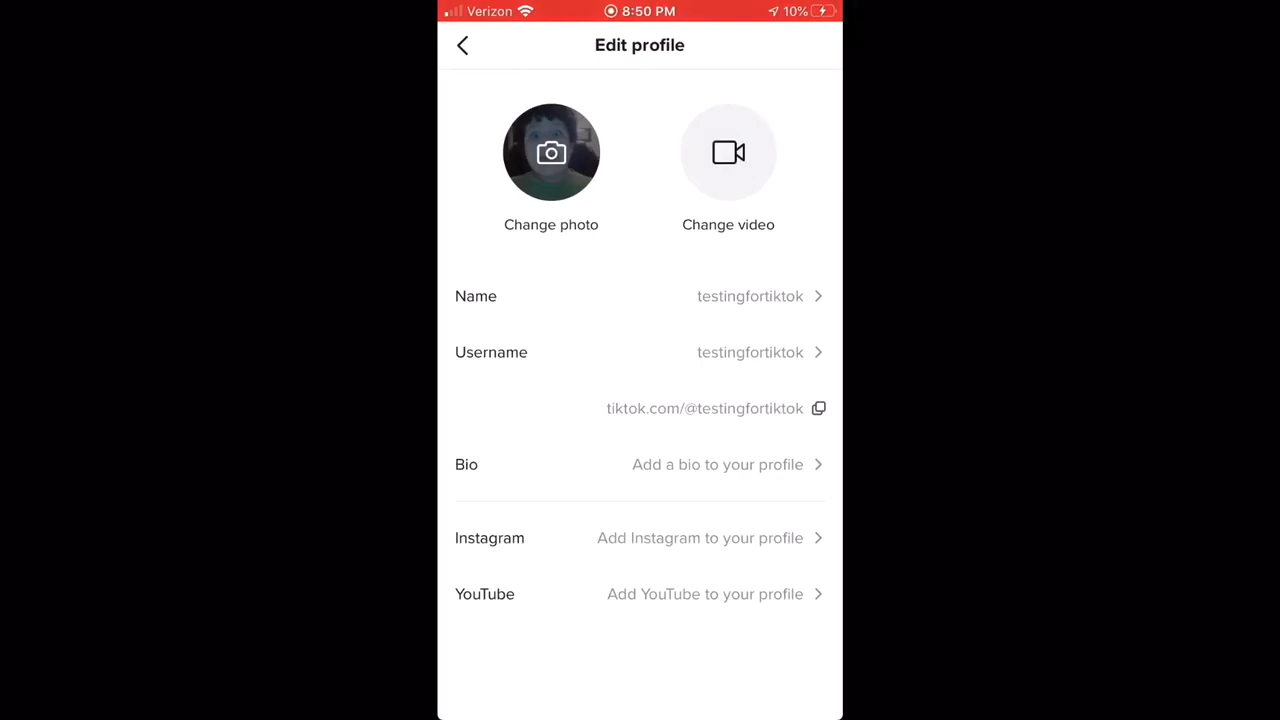 Verizon 8:50 PM 10%
Edit profile
Change photo Change video
Name testingfortiktok
Username testingfortiktok
tiktok.com/@testingfortiktok
Bio Add a bio to your profile
Instagram Add Instagram to your profile
YouTube Add YouTube to your profile